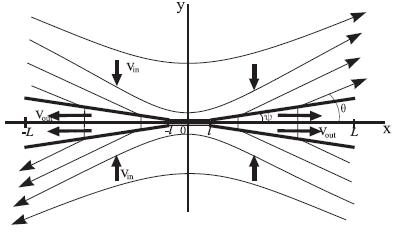 y
v_in
θ
v_out
ψ
-L -l 0 l v_out L x
v_in